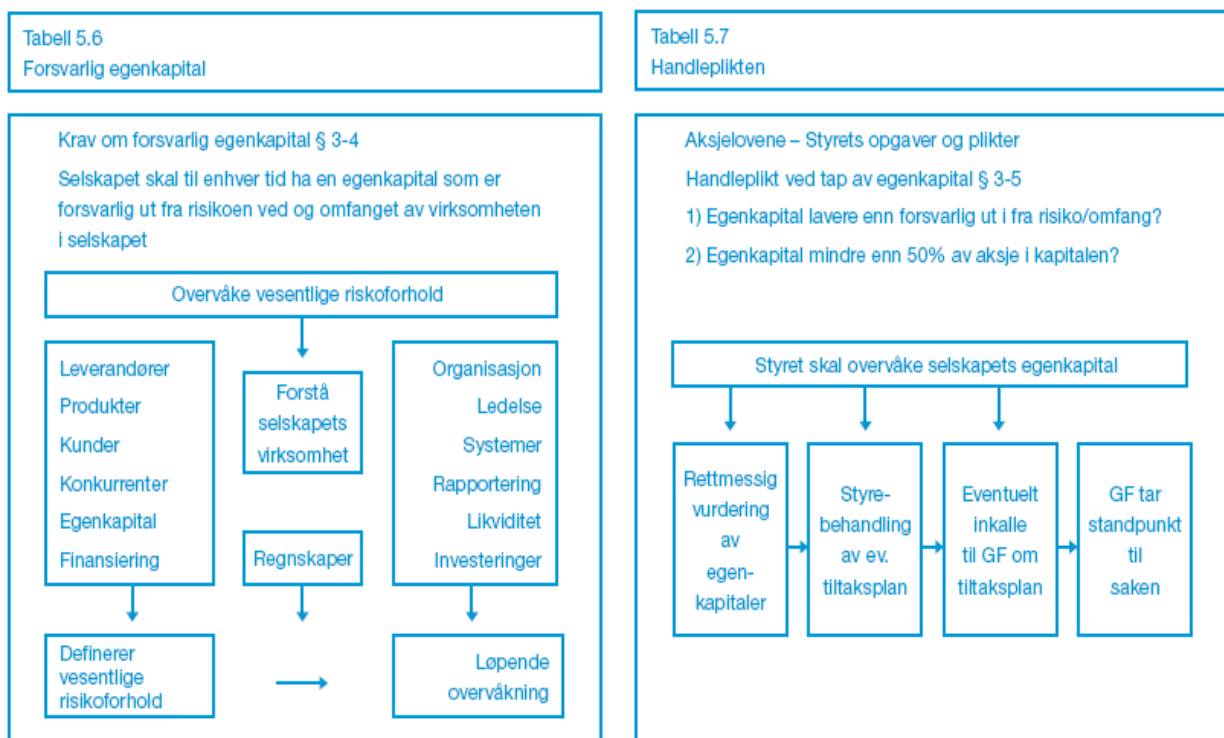 Tabell 5.6
Forsvarlig egenkapital
Krav om forsvarlig egenkapital § 3-4
Selskapet skal til enhver tid ha en egenkapital som er
forsvarlig ut fra risikoen ved og omfanget av virksomheten
i selskapet
Overvåke vesentlige riskoforhold
Leverandører
Produkter
Kunder
Konkurrenter
Egenkapital
Finansiering
Forstå
selskapets
virksomhet
Regnskaper
Organisasjon
Ledelse
Systemer
Rapportering
Likviditet
Investeringer
Definerer
vesentlige
risikoforhold
Løpende
overvåkning
Tabell 5.7
Handleplikten
Aksjelovene – Styrets opgaver og plikter
Handleplikt ved tap av egenkapital § 3-5
1) Egenkapital lavere enn forsvarlig ut i fra risiko/omfang?
2) Egenkapital mindre enn 50% av aksje i kapitalen?
Styret skal overvåke selskapets egenkapital
Rettmessig
vurdering
av
egen-
kapitaler
Styre-
behandling
av ev.
tiltaksplan
Eventuelt
inkalle
til GF om
tiltaksplan
GF tar
standpunkt
til
saken